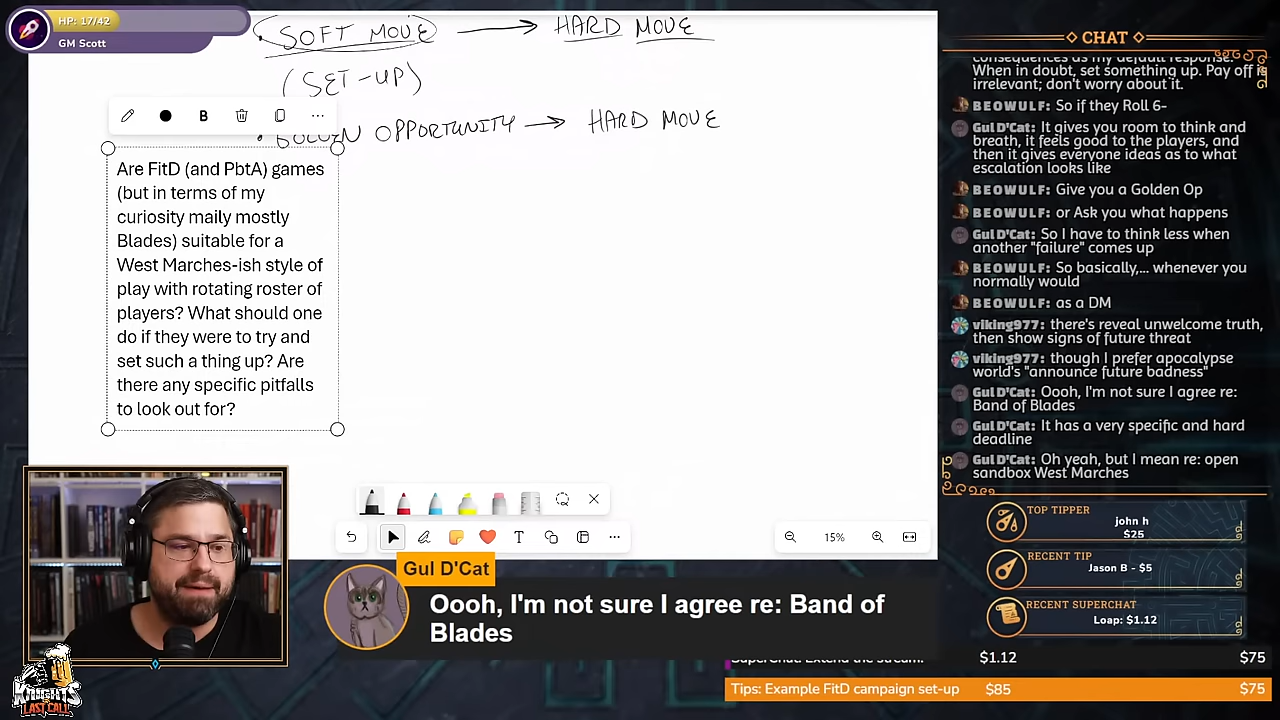 HP: 17/42
GM Scott
SOFT MOVE → HARD MOVE
(SET-UP)
OPPORTUNITY → HARD MOVE
B
Are FitD (and PbtA) games
(but in terms of my
curiosity maily mostly
Blades) suitable for a
West Marches-ish style of
play with rotating roster of
players? What should one
do if they were to try and
set such a thing up? Are
there any specific pitfalls
to look out for?
T
15%
CHAT
consequences as my default response.
When in doubt, set something up. Pay off is
irrelevent; don't worry about it.
BEOWULF: So if they Roll 6-
Gul D'Cat: It gives you room to think and
breath, it feels good to the players, and
then it gives everyone ideas as to what
escalation looks like
BEOWULF: Give you a Golden Op
BEOWULF: or Ask you what happens
Gul D'Cat: So I have to think less when
another "failure" comes up
BEOWULF: So basically,... whenever you
normally would
BEOWULF: as a DM
viking977: there's reveal unwelcome truth,
then show signs of future threat
viking977: though I prefer apocalypse
world's "announce future badness"
Gul D'Cat: Oooh, I'm not sure I agree re:
Band of Blades
Gul D'Cat: It has a very specific and hard
deadline
Gul D'Cat: Oh yeah, but I mean re: open
sandbox West Marches
TOP TIPPER
john h
$25
RECENT TIP
Jason B - $5
RECENT SUPERCHAT
Loap: $1.12
Gul D'Cat
Oooh, I'm not sure I agree re: Band of
Blades
KNIGHTS
OF
LAST CALL
SuperChat: Extend the stream! $1.12 $75
Tips: Example FitD campaign set-up $85 $75